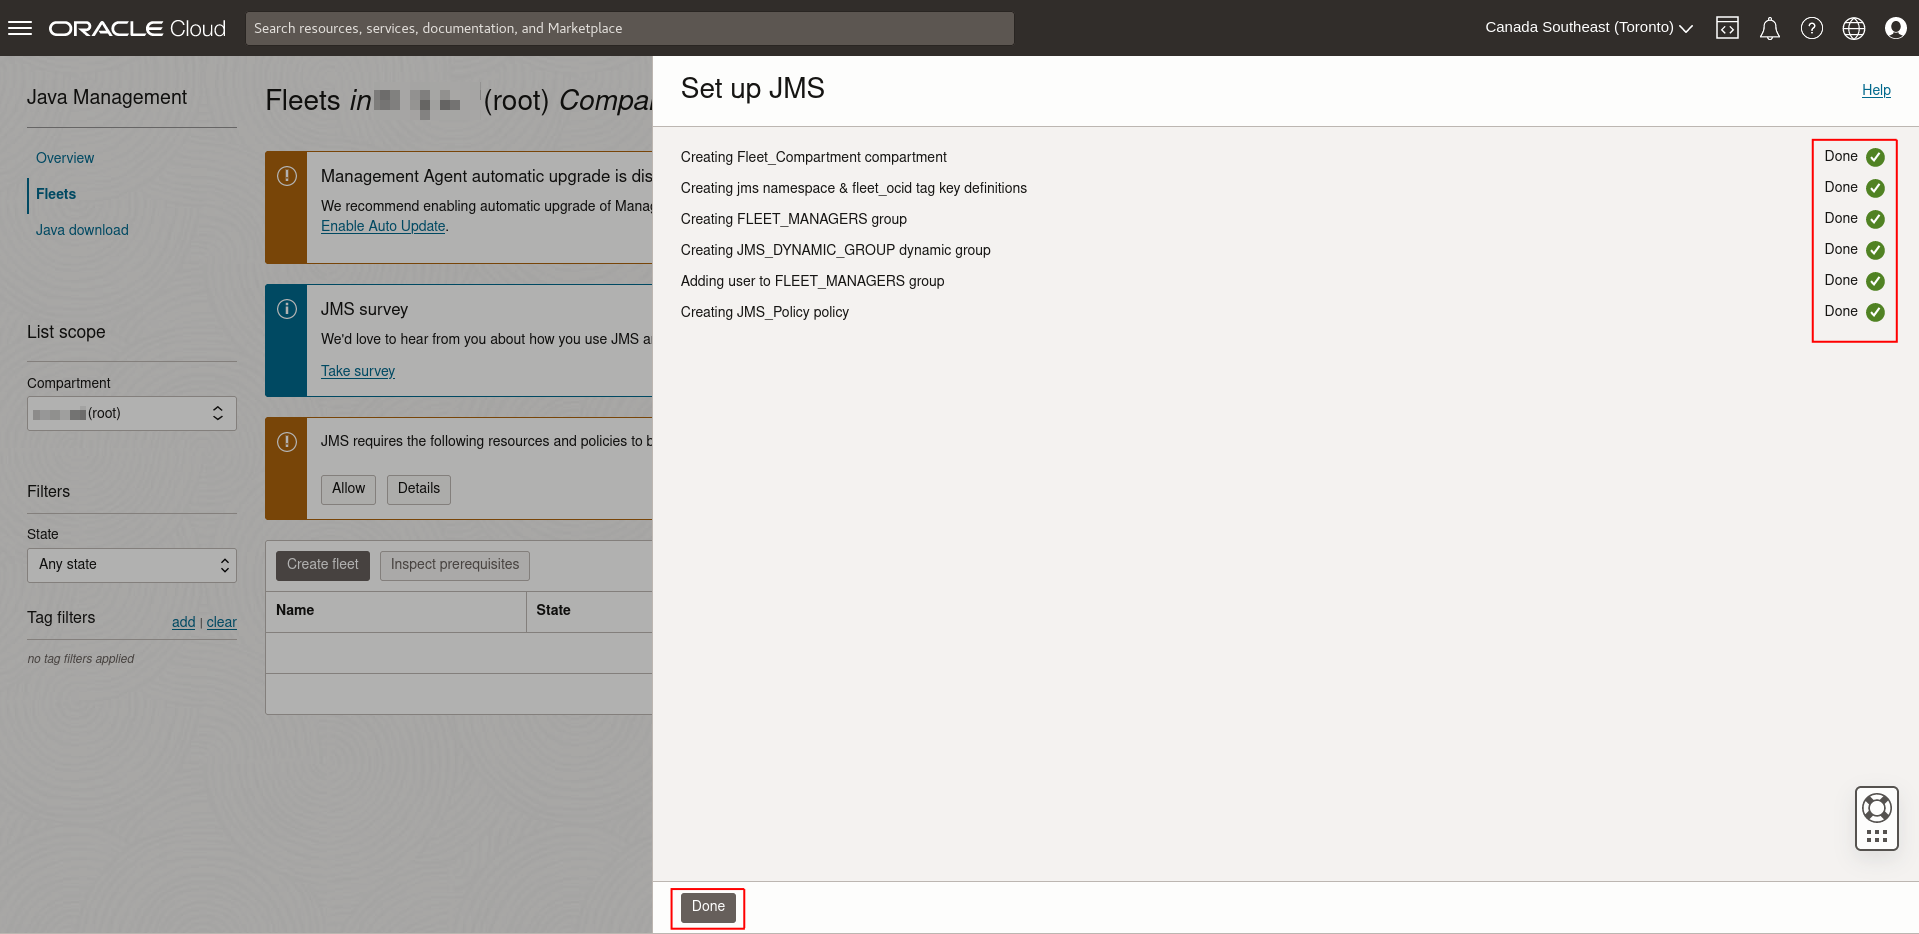 ORACLE Cloud
Search resources, services, documentation, and Marketplace
Canada Southeast (Toronto)
Java Management
Overview
Fleets
Java download
List scope
Compartment
(root)
Filters
State
Any state
Tag filters
add | clear
no tag filters applied
Fleets in (root)
Management Agent automatic upgrade is
We recommend enabling automatic upgrade of
Enable Auto Update.
JMS survey
We'd love to hear from you about how you use JMS
Take survey
JMS requires the following resources and policies to
Allow Details
Create fleet Inspect prerequisites
Name State
Set up JMS
Help
Creating Fleet_Compartment compartment Done
Creating jms namespace & fleet_ocid tag key definitions Done
Creating FLEET_MANAGERS group Done
Creating JMS_DYNAMIC_GROUP dynamic group Done
Adding user to FLEET_MANAGERS group Done
Creating JMS_Policy policy Done
Done